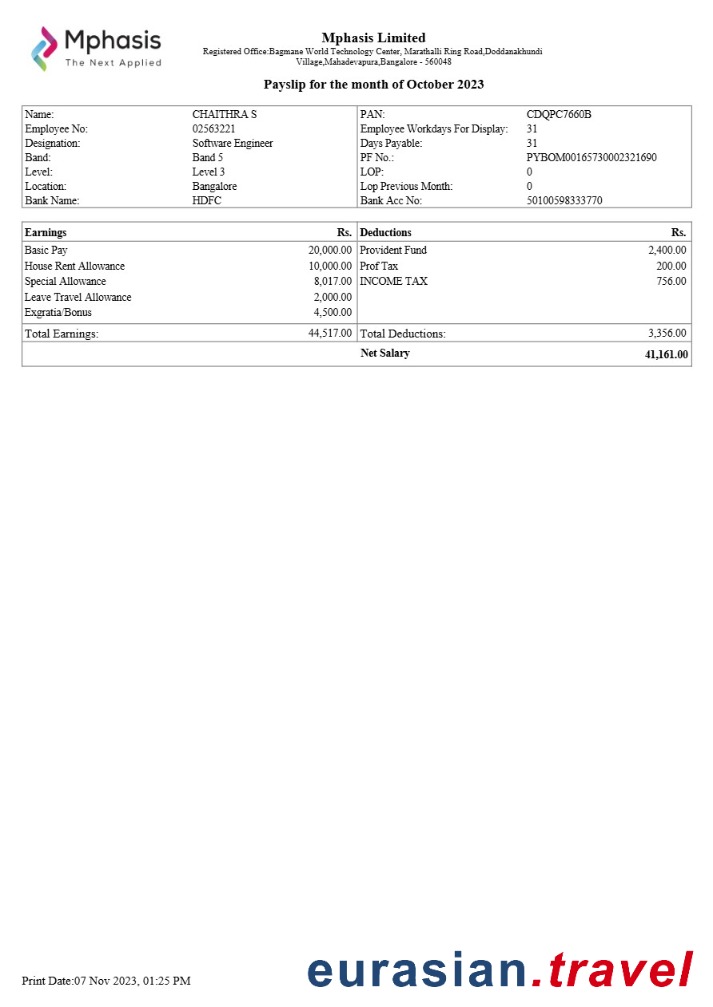 Mphasis
The Next Applied
Mphasis Limited
Registered Office:Bagmane World Technology Center, Marathalli Ring Road,Doddanakhundi
Village,Mahadevapura,Bangalore - 560048
Payslip for the month of October 2023
Name: CHAITHRA S PAN: CDQPC7660B
Employee No: 02563221 Employee Workdays For Display: 31
Designation: Software Engineer Days Payable: 31
Band: Band 5 PF No.: PYBOM00165730002321690
Level: Level 3 LOP: 0
Location: Bangalore Lop Previous Month: 0
Bank Name: HDFC Bank Acc No: 50100598333770
Earnings Rs. Deductions Rs.
Basic Pay 20,000.00 Provident Fund 2,400.00
House Rent Allowance 10,000.00 Prof Tax 200.00
Special Allowance 8,017.00 INCOME TAX 756.00
Leave Travel Allowance 2,000.00
Exgratia/Bonus 4,500.00
Total Earnings: 44,517.00 Total Deductions: 3,356.00
Net Salary 41,161.00
Print Date:07 Nov 2023, 01:25 PM
eurasian.travel